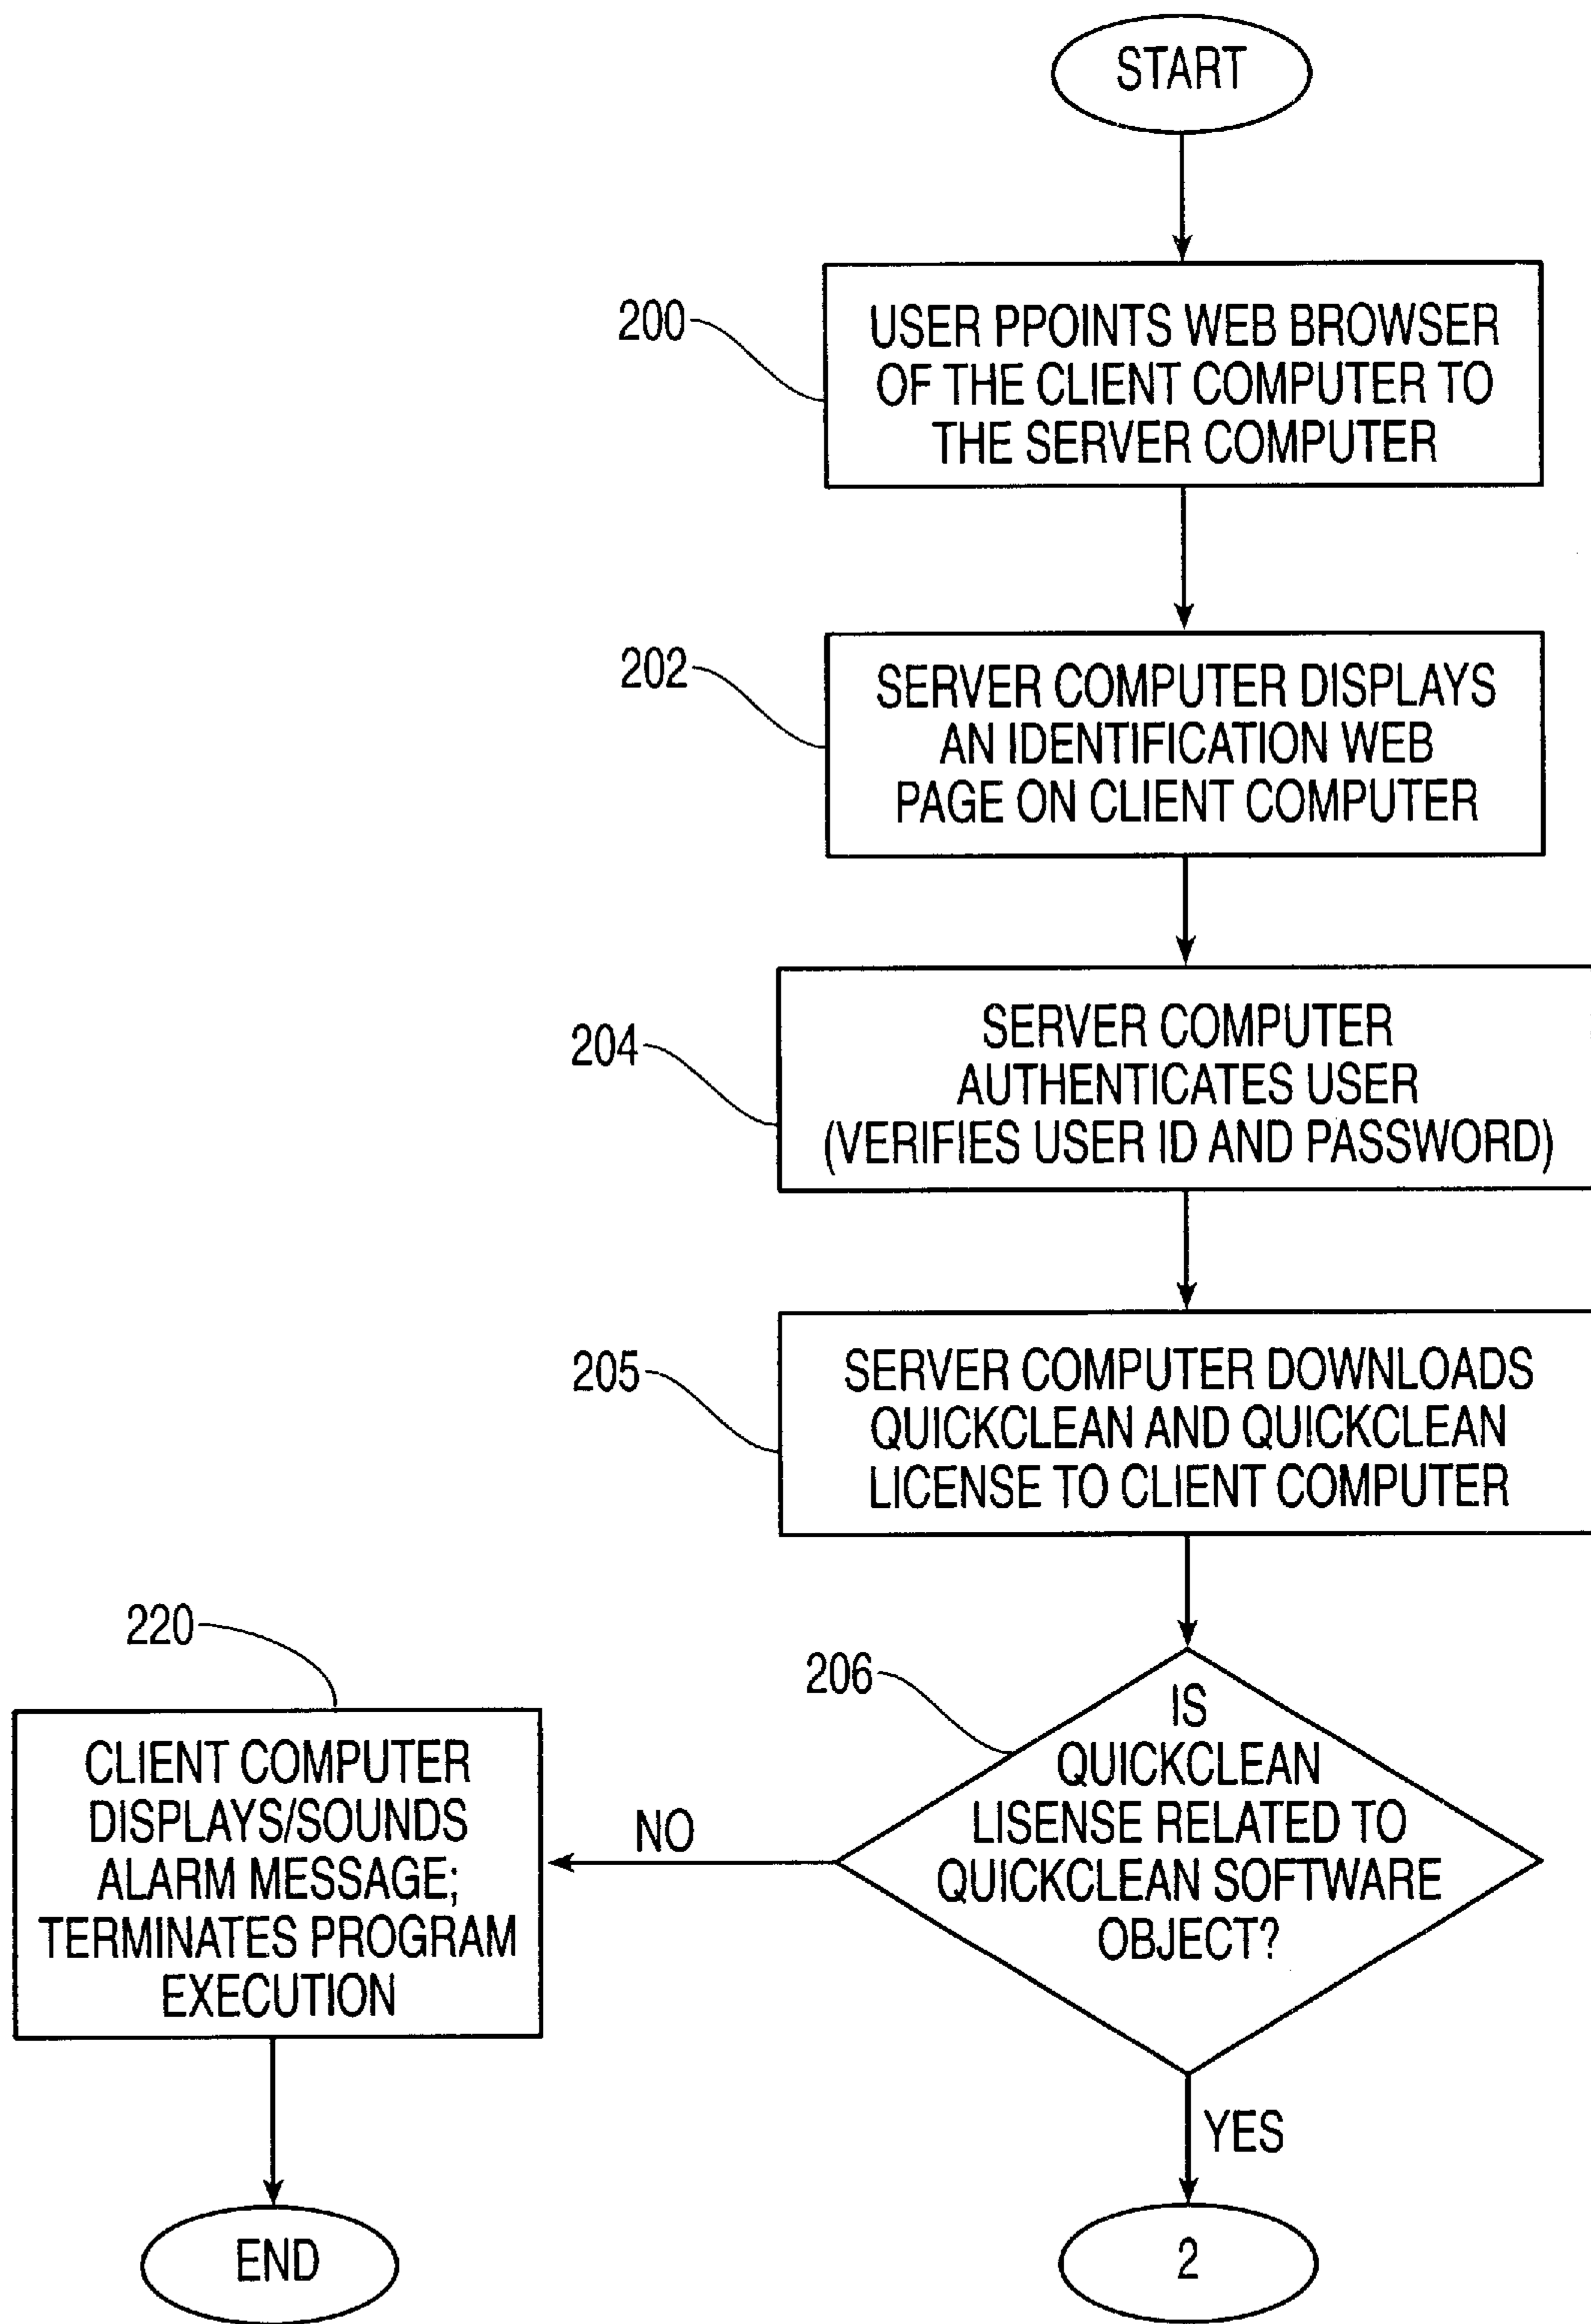 START
200
USER PPOINTS WEB BROWSER
OF THE CLIENT COMPUTER TO
THE SERVER COMPUTER
202
SERVER COMPUTER DISPLAYS
AN IDENTIFICATION WEB
PAGE ON CLIENT COMPUTER
204
SERVER COMPUTER
AUTHENTICATES USER
(VERIFIES USER ID AND PASSWORD)
205
SERVER COMPUTER DOWNLOADS
QUICKCLEAN AND QUICKCLEAN
LICENSE TO CLIENT COMPUTER
206
IS
QUICKCLEAN
LISENSE RELATED TO
QUICKCLEAN SOFTWARE
OBJECT?
NO
220
CLIENT COMPUTER
DISPLAYS/SOUNDS
ALARM MESSAGE;
TERMINATES PROGRAM
EXECUTION
END
YES
2